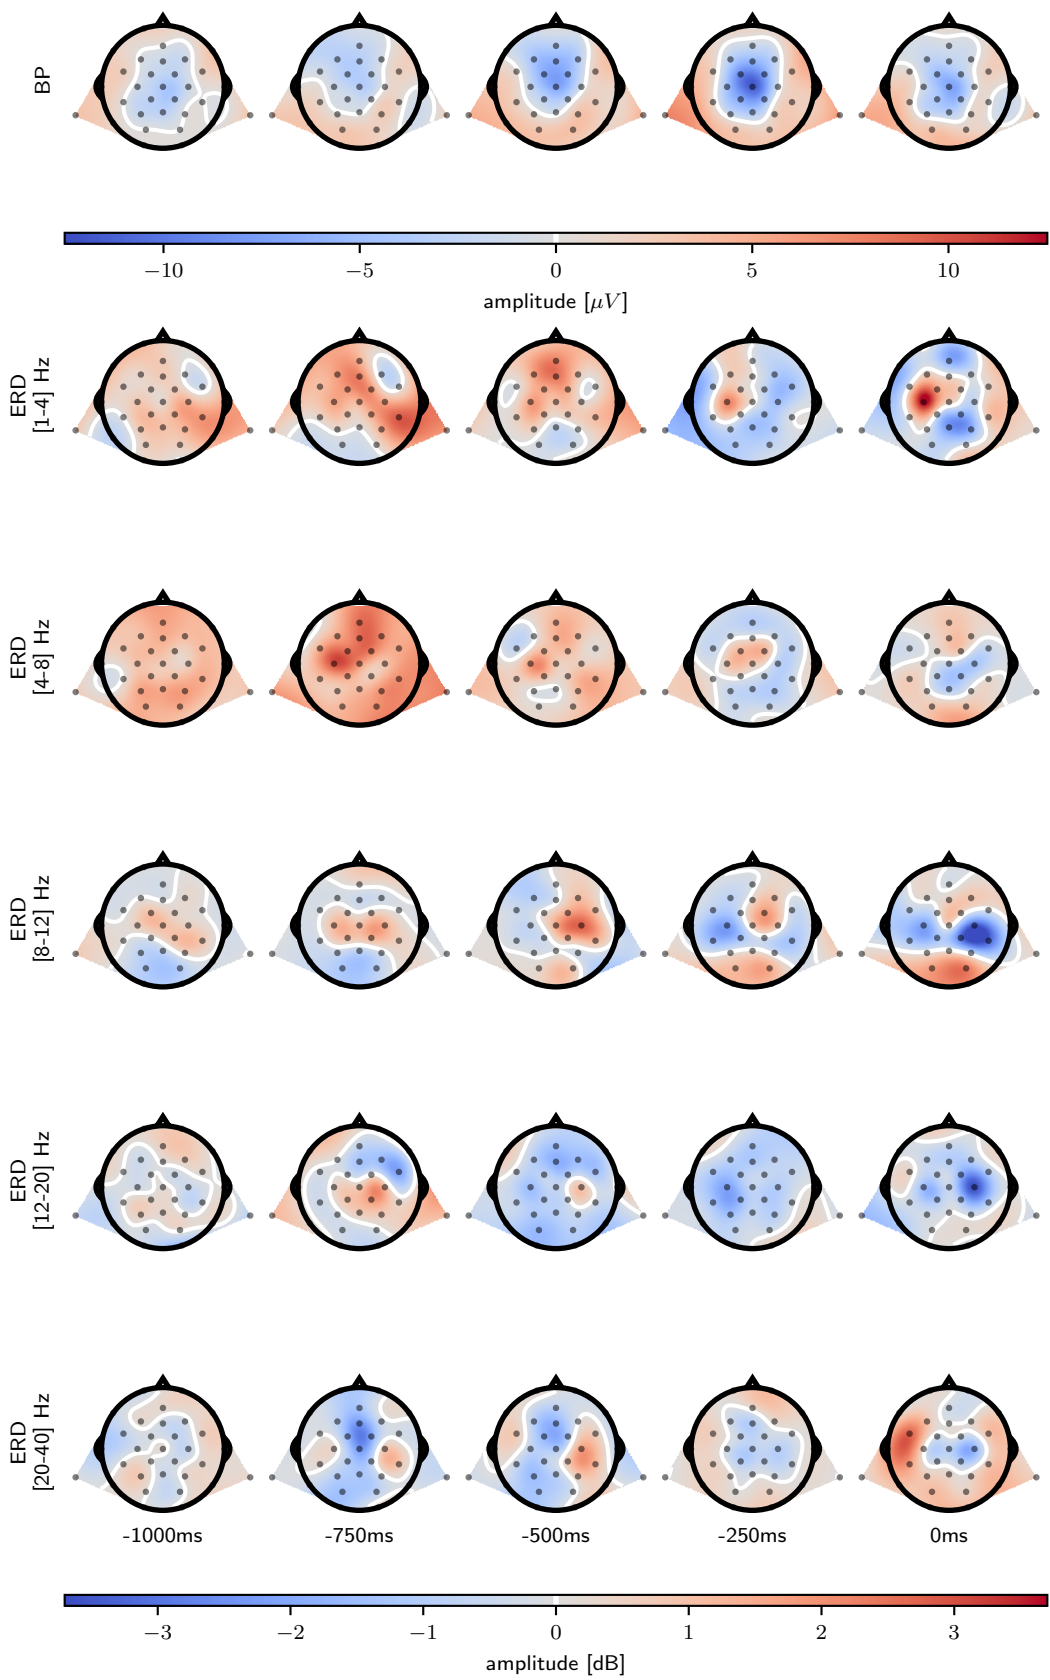 BP
−10 −5 0 5 10
amplitude [μV]
ERD
[1-4] Hz
ERD
[4-8] Hz
ERD
[8-12] Hz
ERD
[12-20] Hz
ERD
[20-40] Hz
-1000ms -750ms -500ms -250ms 0ms
−3 −2 −1 0 1 2 3
amplitude [dB]